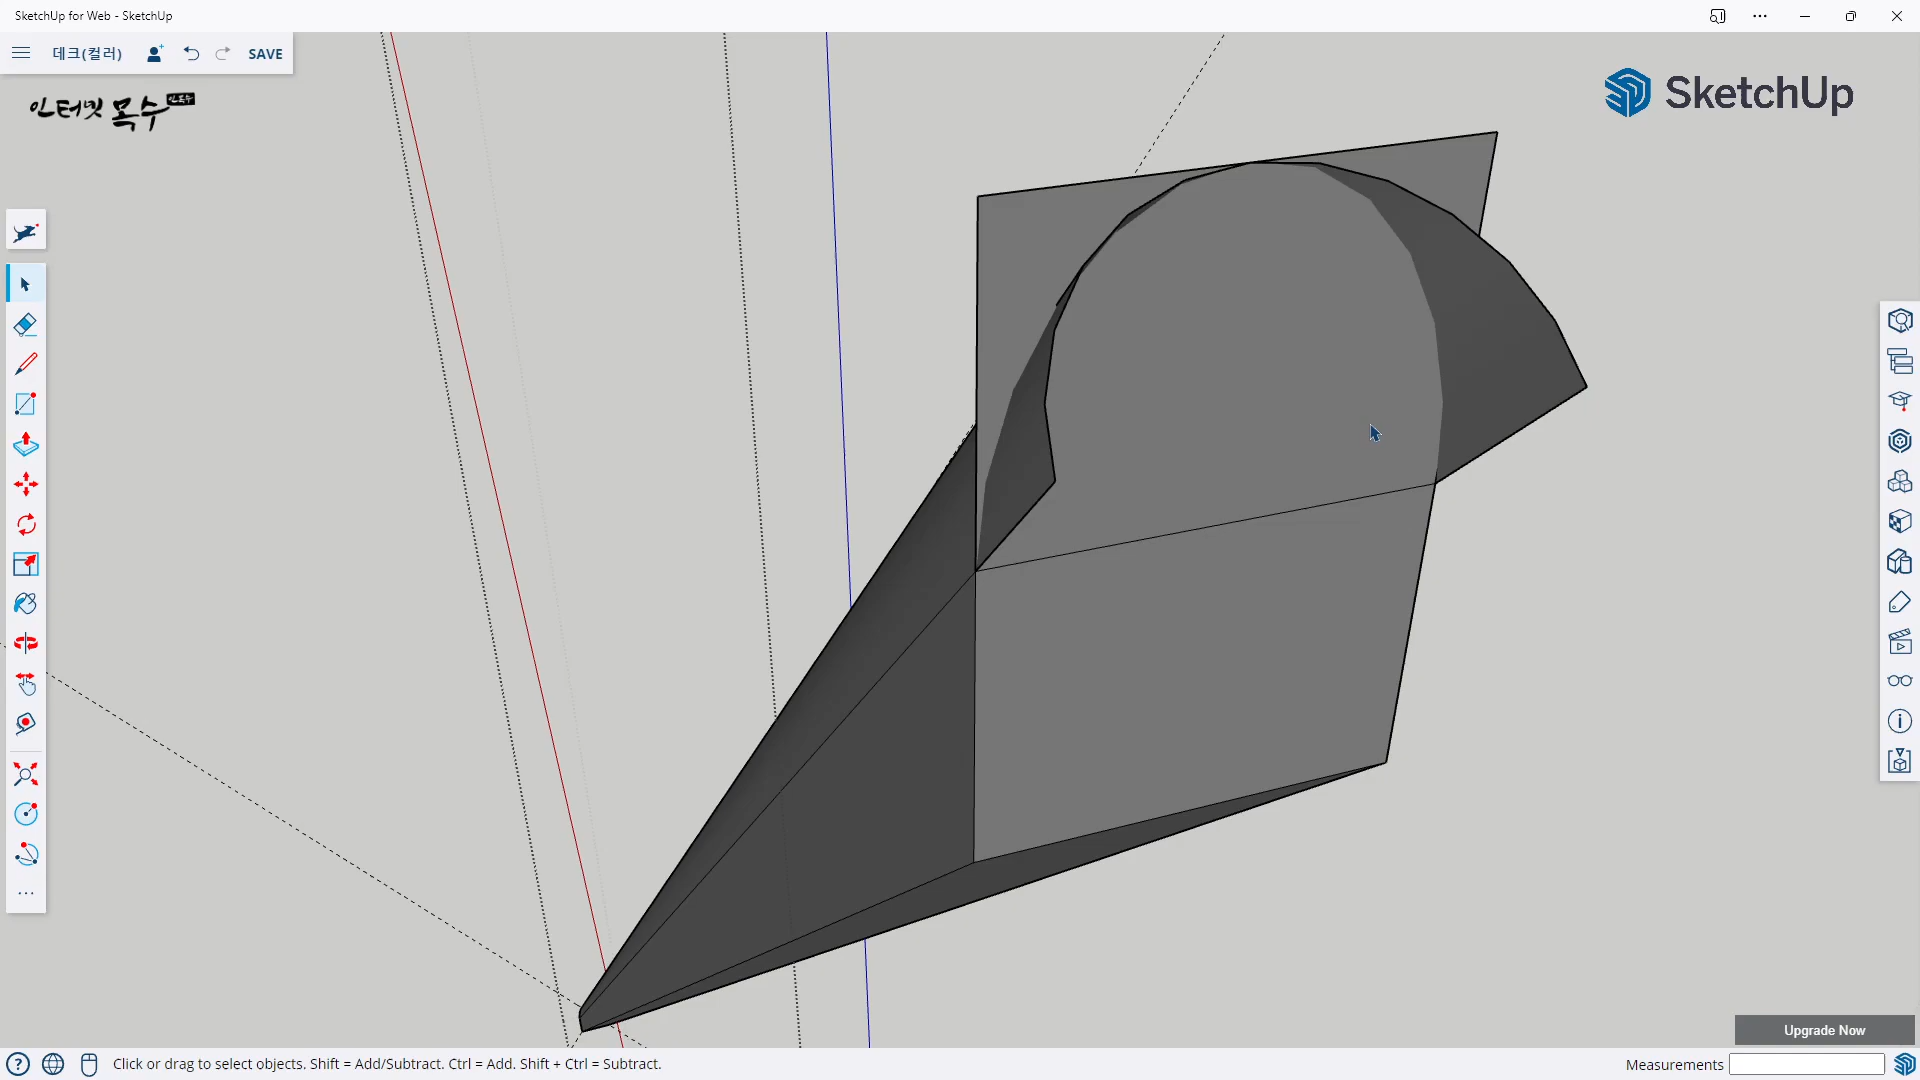 SketchUp for Web - SketchUp
데크(컬러)
SAVE
인터넷 목수
SketchUp
Upgrade Now
Click or drag to select objects. Shift = Add/Subtract. Ctrl = Add. Shift + Ctrl = Subtract.
Measurements